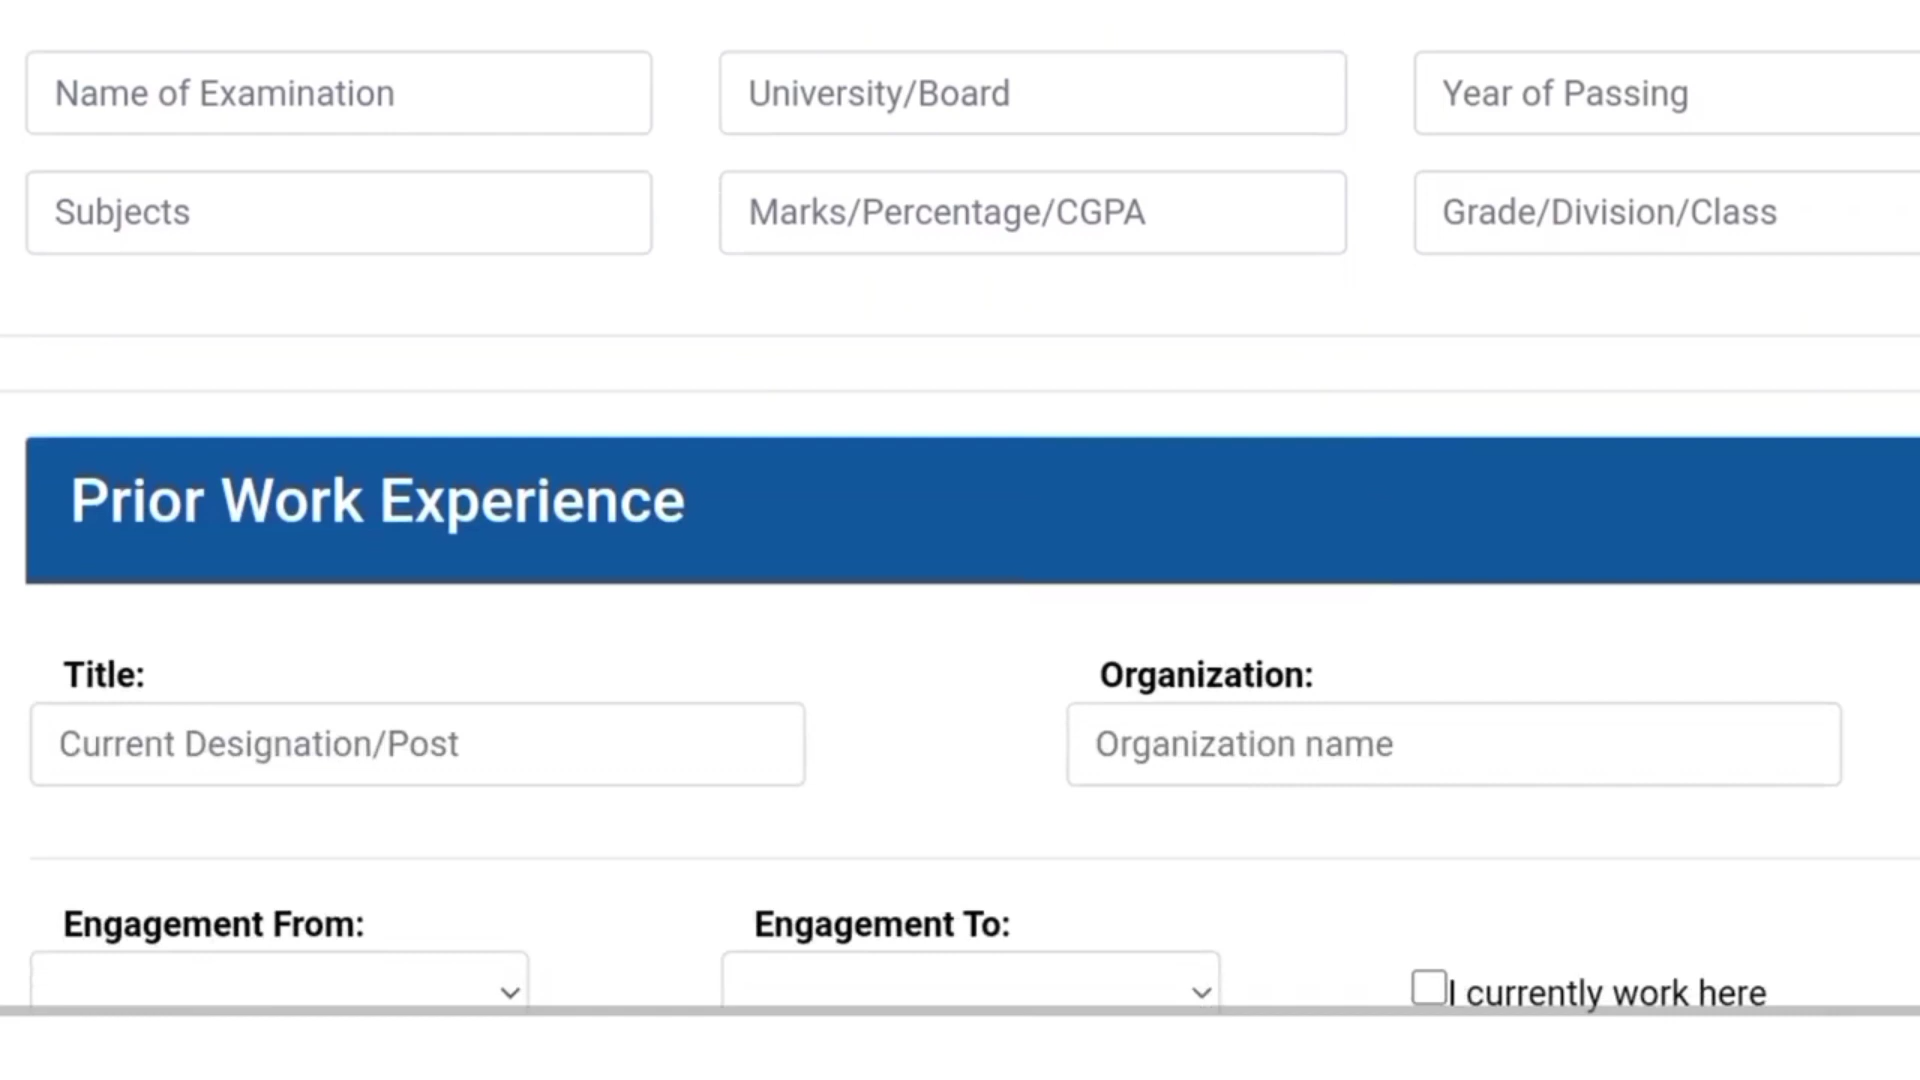 Name of Examination University/Board Year of Passing
Subjects Marks/Percentage/CGPA Grade/Division/Class
Prior Work Experience
Title: Organization:
Current Designation/Post Organization name
Engagement From: Engagement To:
I currently work here